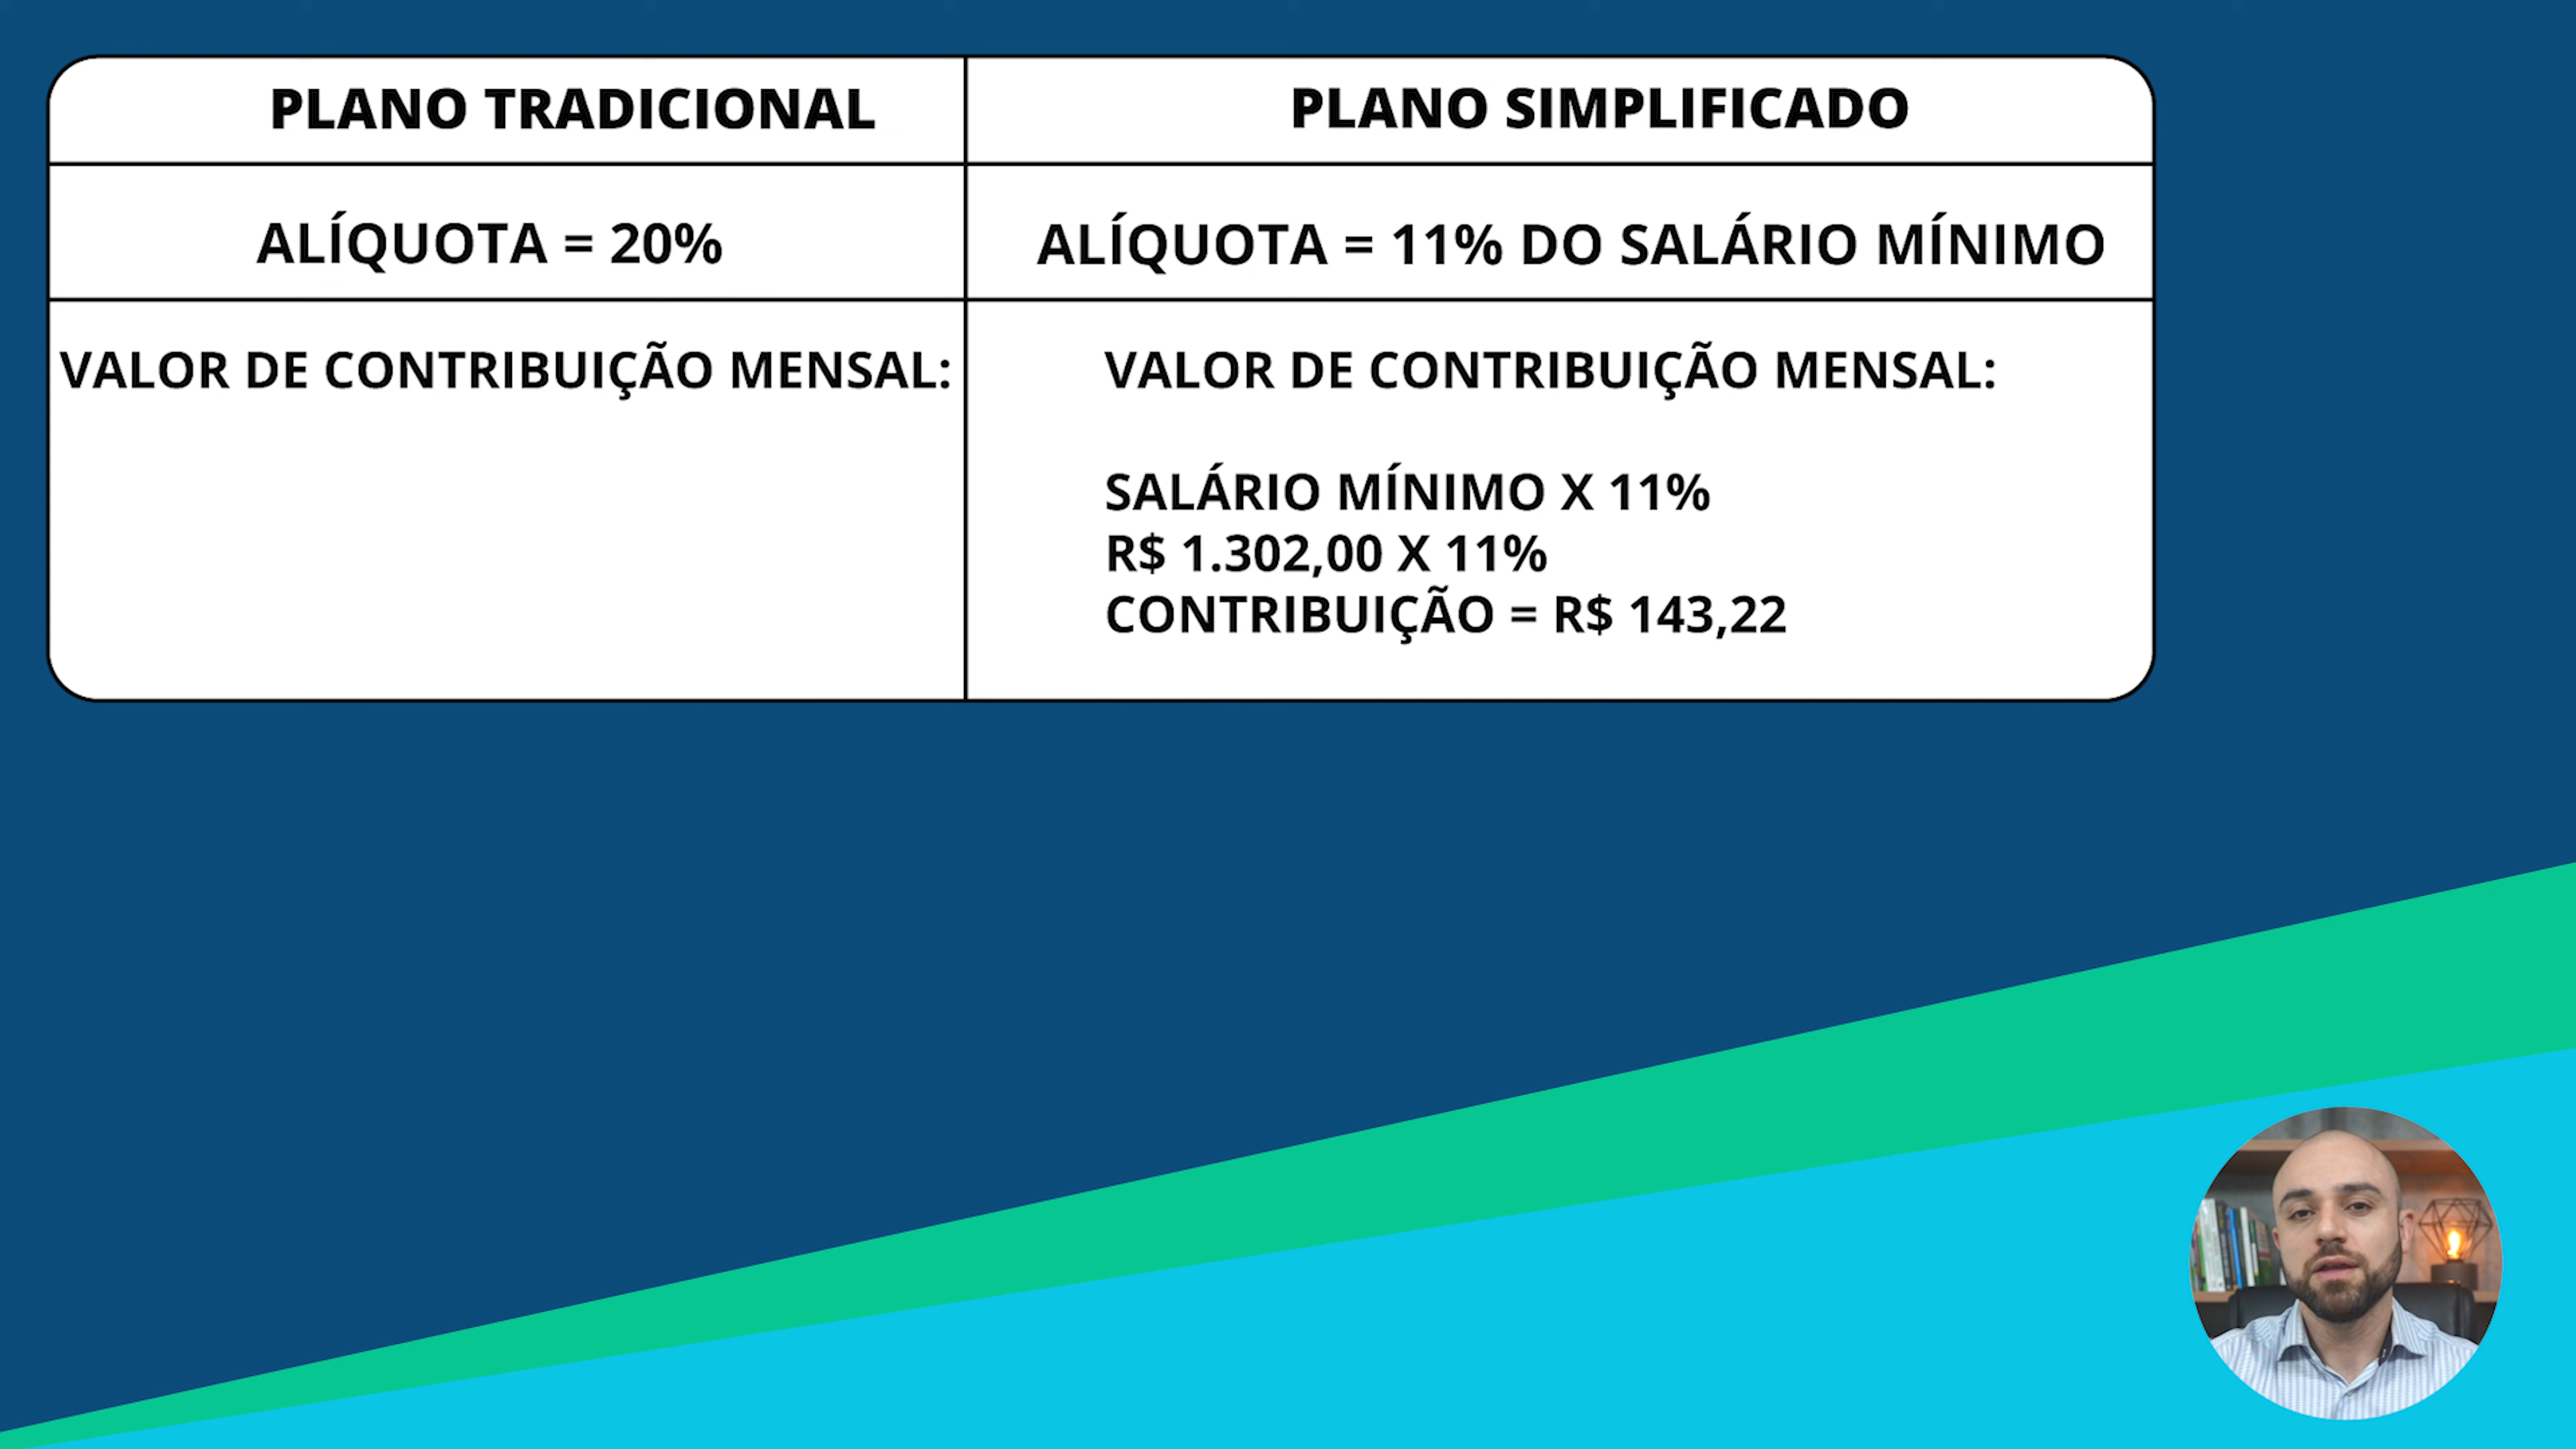 PLANO TRADICIONAL
PLANO SIMPLIFICADO
ALÍQUOTA = 20%
ALÍQUOTA = 11% DO SALÁRIO MÍNIMO
VALOR DE CONTRIBUIÇÃO MENSAL:
VALOR DE CONTRIBUIÇÃO MENSAL:
SALÁRIO MÍNIMO X 11%
R$ 1.302,00 X 11%
CONTRIBUIÇÃO = R$ 143,22